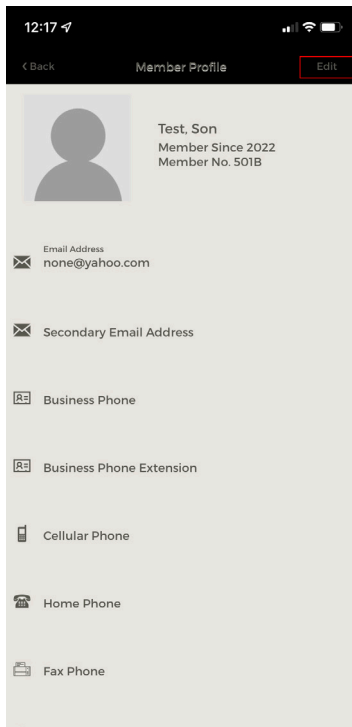 12:17
Back
Member Profile
Edit
Test, Son
Member Since 2022
Member No. 501B
Email Address
none@yahoo.com
Secondary Email Address
Business Phone
Business Phone Extension
Cellular Phone
Home Phone
Fax Phone